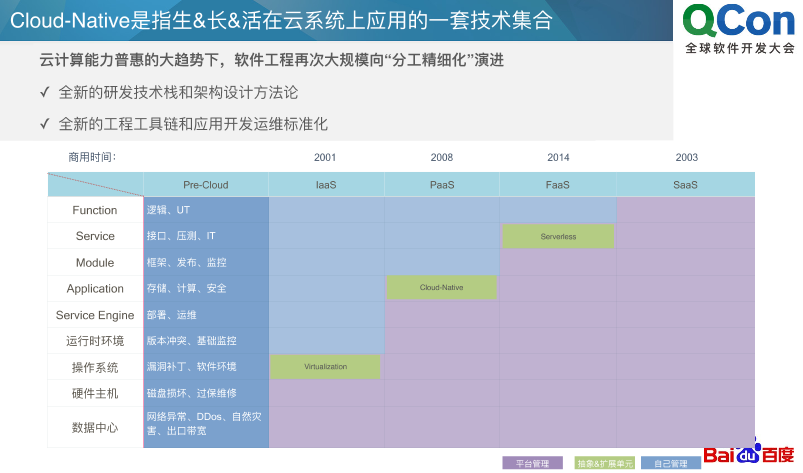 Cloud-Native是指生&长&活在云系统上应用的一套技术集合
QCon
全球软件开发大会
云计算能力普惠的大趋势下，软件工程再次大规模向“分工精细化”演进
✓ 全新的研发技术栈和架构设计方法论
✓ 全新的工程工具链和应用开发运维标准化
商用时间: 2001 2008 2014 2003
Pre-Cloud IaaS PaaS FaaS SaaS
Function 逻辑、UT
Service 接口、压测、IT Serverless
Module 框架、发布、监控
Application 存储、计算、安全 Cloud-Native
Service Engine 部署、运维
运行时环境 版本冲突、基础监控
操作系统 漏洞补丁、软件环境 Virtualization
硬件主机 磁盘损坏、过保维修
数据中心 网络异常、DDos、自然灾
害、出口带宽
平台管理 抽象&扩展单元 自己管理
Bai du 百度